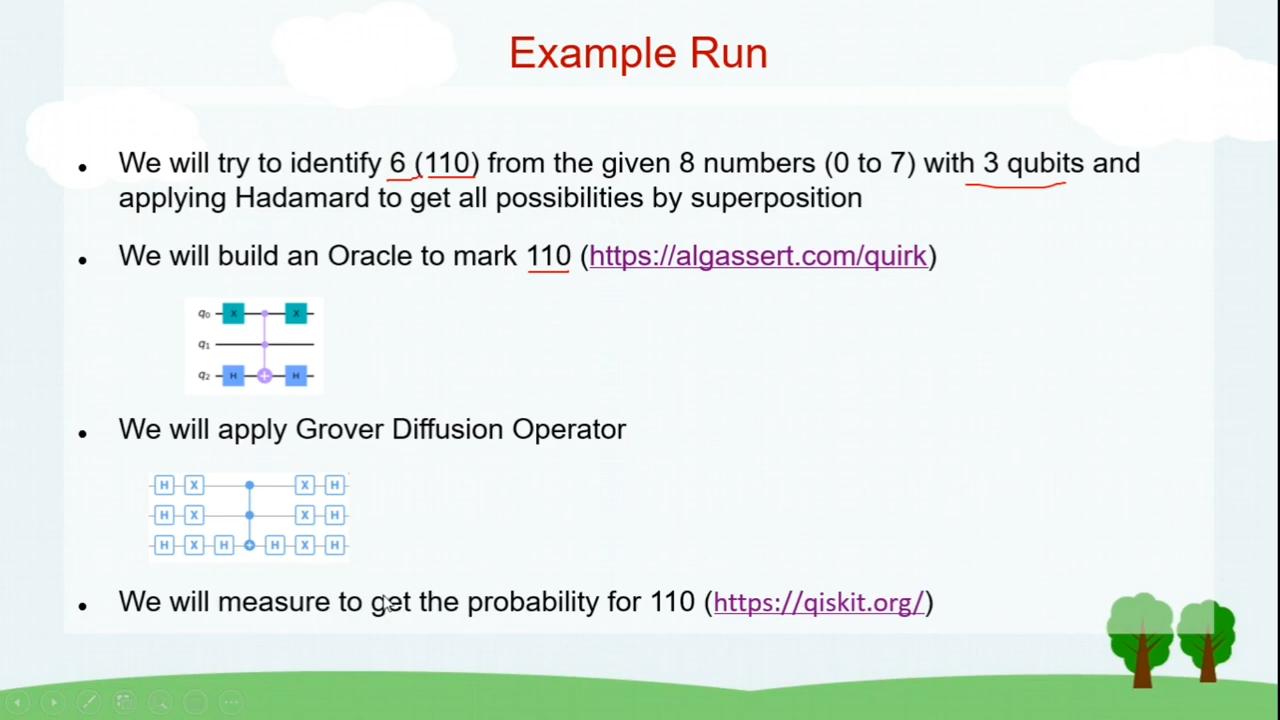 Example Run
• We will try to identify 6 (110) from the given 8 numbers (0 to 7) with 3 qubits and
applying Hadamard to get all possibilities by superposition
• We will build an Oracle to mark 110 (https://algassert.com/quirk)
q0 X X
q1
q2 H + H
• We will apply Grover Diffusion Operator
H X X H
H X X H
H X H + H X H
• We will measure to get the probability for 110 (https://qiskit.org/)